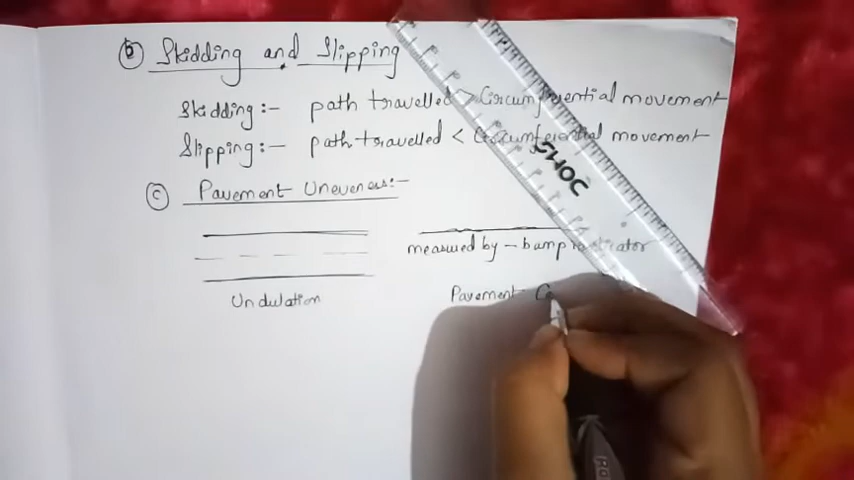 b Skidding and Slipping
Skidding:- path travelled > Circumferential movement
Slipping:- path travelled < Circumferential movement
c Pavement Uneveness:-
measured by - bump
Undulation
Pavement